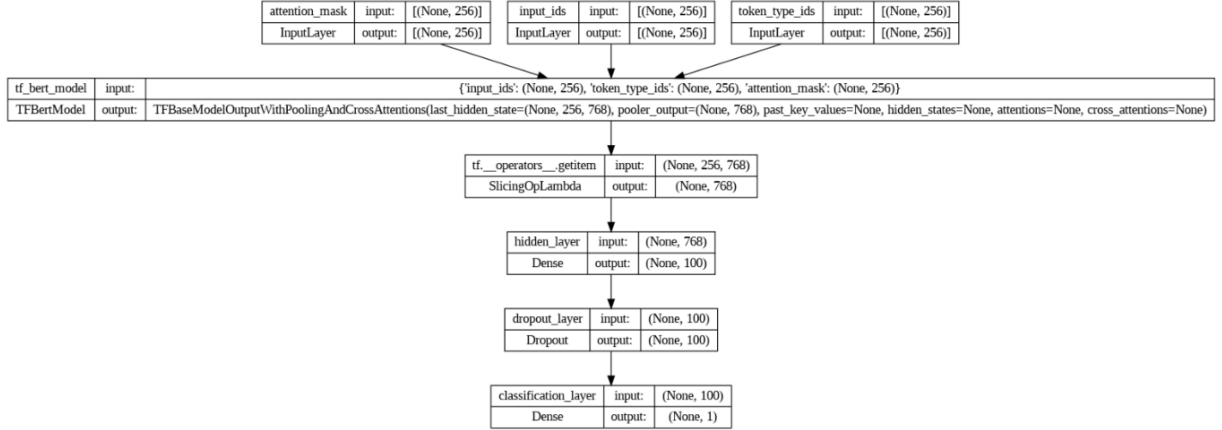 attention_mask input: [(None, 256)]
InputLayer output: [(None, 256)]
input_ids input: [(None, 256)]
InputLayer output: [(None, 256)]
token_type_ids input: [(None, 256)]
InputLayer output: [(None, 256)]
tf_bert_model input: {'input_ids': (None, 256), 'token_type_ids': (None, 256), 'attention_mask': (None, 256)}
TFBertModel output: TFBaseModelOutputWithPoolingAndCrossAttentions(last_hidden_state=(None, 256, 768), pooler_output=(None, 768), past_key_values=None, hidden_states=None, attentions=None, cross_attentions=None)
tf.__operators__.getitem input: (None, 256, 768)
SlicingOpLambda output: (None, 768)
hidden_layer input: (None, 768)
Dense output: (None, 100)
dropout_layer input: (None, 100)
Dropout output: (None, 100)
classification_layer input: (None, 100)
Dense output: (None, 1)